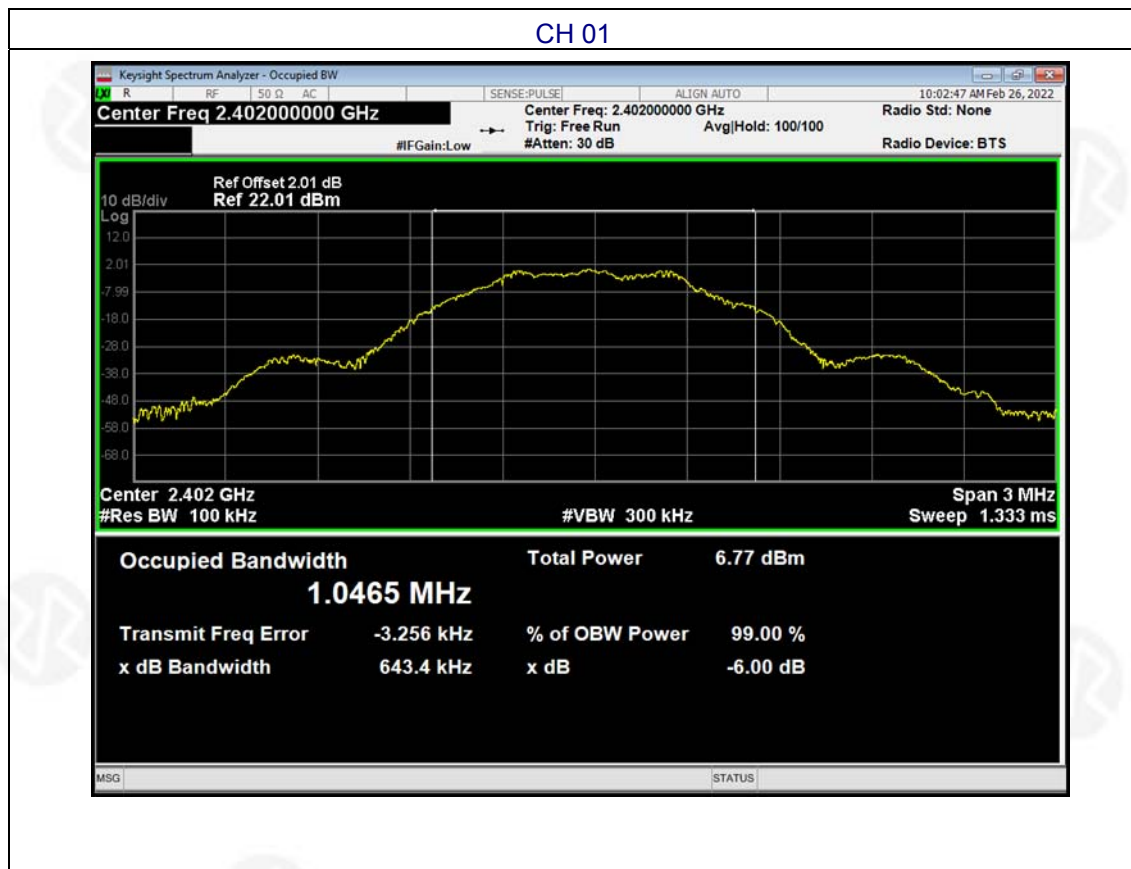 CH 01
Keysight Spectrum Analyzer - Occupied BW
LXI R RF 50 Ω AC SENSE:PULSE ALIGN AUTO 10:02:47 AM Feb 26, 2022
Center Freq 2.402000000 GHz Center Freq: 2.402000000 GHz Radio Std: None
Trig: Free Run Avg|Hold: 100/100
#IFGain:Low #Atten: 30 dB Radio Device: BTS
Ref Offset 2.01 dB
10 dB/div Ref 22.01 dBm
Log
12.0
2.01
-7.99
-18.0
-28.0
-38.0
-48.0
-58.0
-68.0
Center 2.402 GHz Span 3 MHz
#Res BW 100 kHz #VBW 300 kHz Sweep 1.333 ms
Occupied Bandwidth Total Power 6.77 dBm
1.0465 MHz
Transmit Freq Error -3.256 kHz % of OBW Power 99.00 %
x dB Bandwidth 643.4 kHz x dB -6.00 dB
MSG STATUS